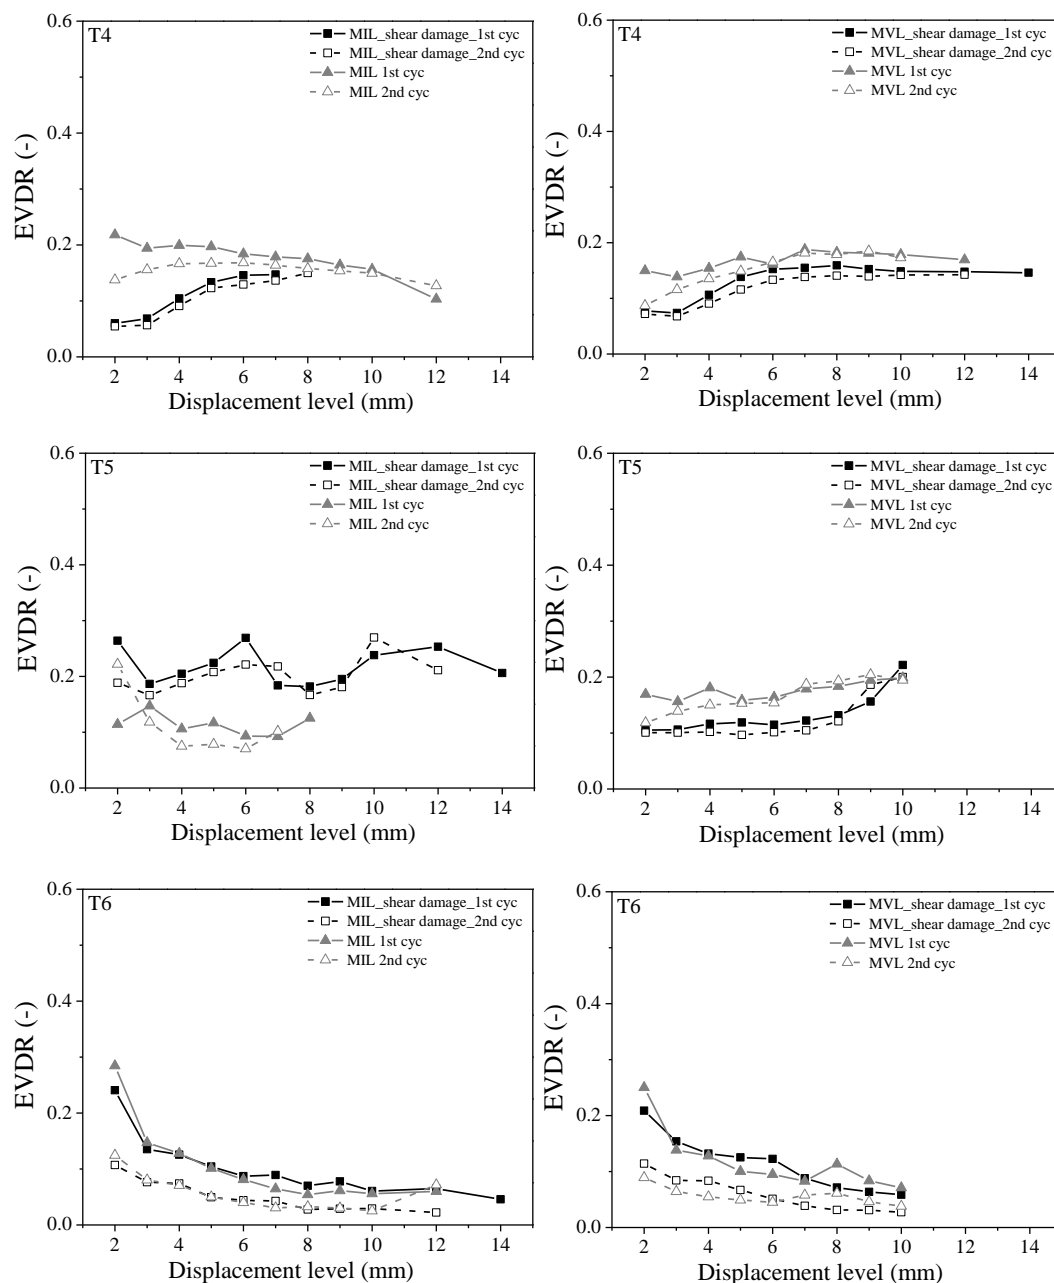 T4
MIL_shear damage_1st cyc
MIL_shear damage_2nd cyc
MIL 1st cyc
MIL 2nd cyc
0.6
0.4
0.2
0.0
EVDR (-)
2 4 6 8 10 12 14
Displacement level (mm)
T4
MVL_shear damage_1st cyc
MVL_shear damage_2nd cyc
MVL 1st cyc
MVL 2nd cyc
0.6
0.4
0.2
0.0
EVDR (-)
2 4 6 8 10 12 14
Displacement level (mm)
T5
MIL_shear damage_1st cyc
MIL_shear damage_2nd cyc
MIL 1st cyc
MIL 2nd cyc
0.6
0.4
0.2
0.0
EVDR (-)
2 4 6 8 10 12 14
Displacement level (mm)
T5
MVL_shear damage_1st cyc
MVL_shear damage_2nd cyc
MVL 1st cyc
MVL 2nd cyc
0.6
0.4
0.2
0.0
EVDR (-)
2 4 6 8 10 12 14
Displacement level (mm)
T6
MIL_shear damage_1st cyc
MIL_shear damage_2nd cyc
MIL 1st cyc
MIL 2nd cyc
0.6
0.4
0.2
0.0
EVDR (-)
2 4 6 8 10 12 14
Displacement level (mm)
T6
MVL_shear damage_1st cyc
MVL_shear damage_2nd cyc
MVL 1st cyc
MVL 2nd cyc
0.6
0.4
0.2
0.0
EVDR (-)
2 4 6 8 10 12 14
Displacement level (mm)